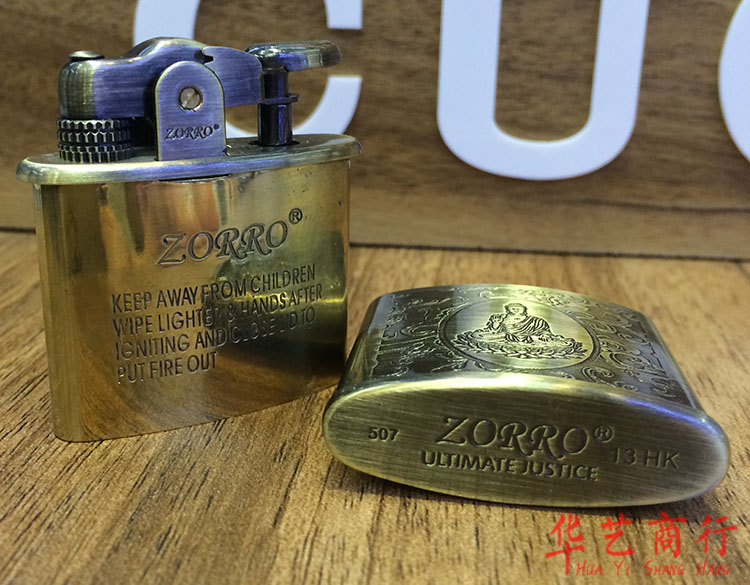 CUC
ZORRO®
ZORRO®
KEEP AWAY FROM CHILDREN
WIPE LIGHTER & HANDS AFTER
IGNITING AND CLOSE LID TO
PUT FIRE OUT
507 ZORRO® 13 HK
ULTIMATE JUSTICE
华艺商行
HUA YI SHANG HANG